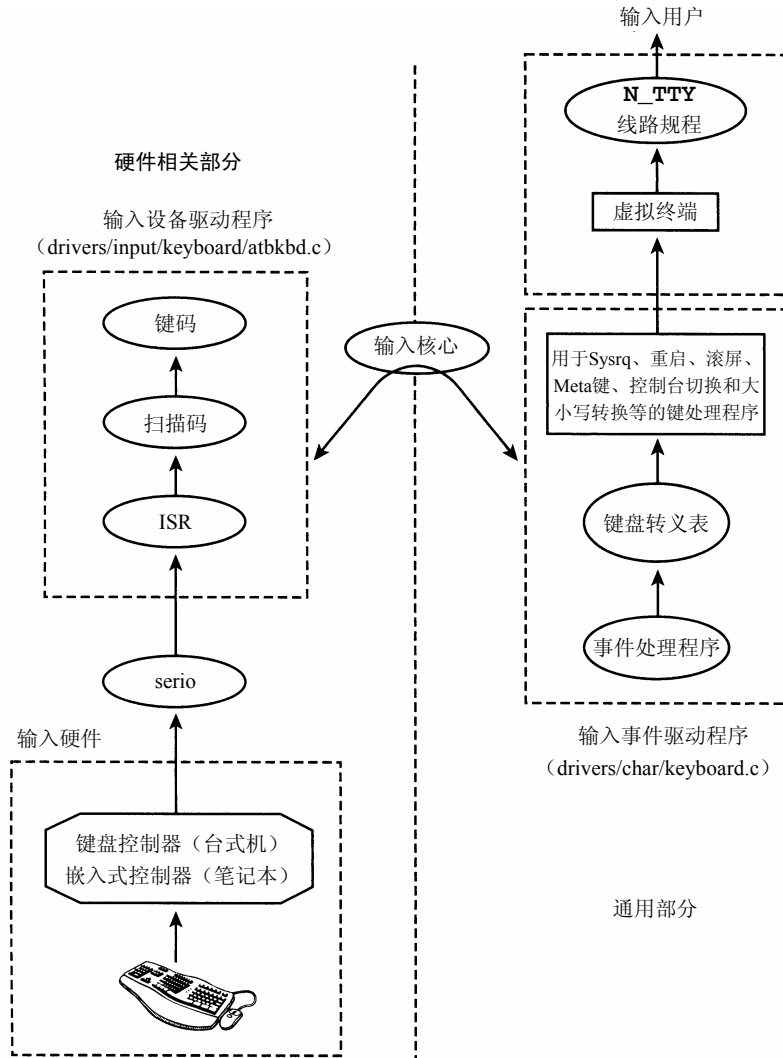 硬件相关部分
输入设备驱动程序
（drivers/input/keyboard/atbkbd.c）
键码
扫描码
ISR
serio
输入硬件
键盘控制器（台式机）
嵌入式控制器（笔记本）
输入核心
输入用户
N_TTY
线路规程
虚拟终端
用于Sysrq、重启、滚屏、
Meta键、控制台切换和大
小写转换等的键处理程序
键盘转义表
事件处理程序
输入事件驱动程序
（drivers/char/keyboard.c）
通用部分